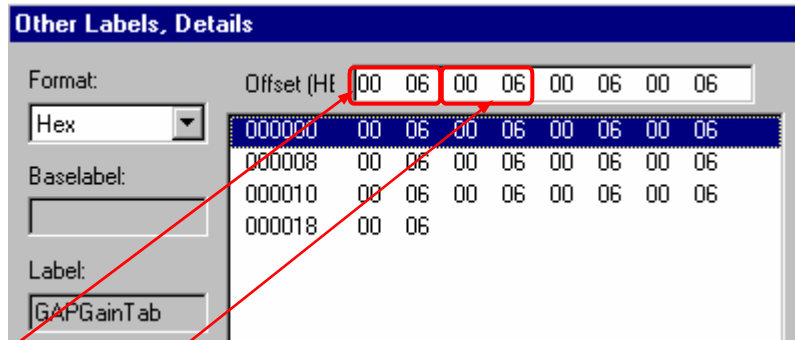 Other Labels, Details
Format:
Offset (HE
00 06 00 06 00 06 00 06
Hex
000000 00 06 00 06 00 06 00 06
000008 00 06 00 06 00 06 00 06
Baselabel:
000010 00 06 00 06 00 06 00 06
000018 00 06
Label:
GAPGainTab